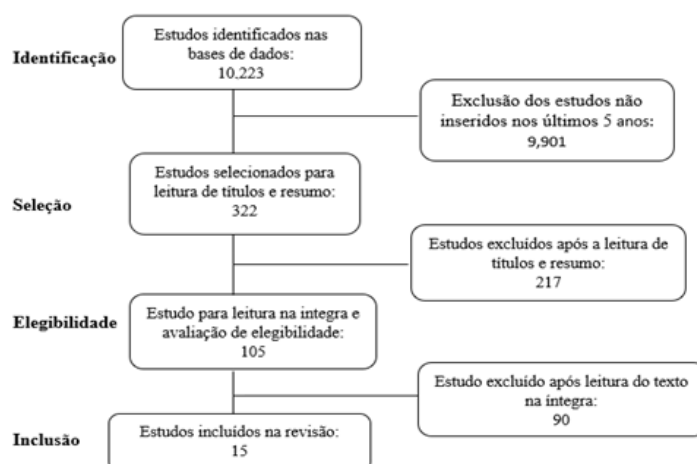 Identificação
Estudos identificados nas
bases de dados:
10.223
Exclusão dos estudos não
inseridos nos últimos 5 anos:
9,901
Seleção
Estudos selecionados para
leitura de títulos e resumo:
322
Estudos excluídos após a leitura de
títulos e resumo:
217
Elegibilidade
Estudo para leitura na integra e
avaliação de elegibilidade:
105
Estudo excluído após leitura do texto
na íntegra:
90
Inclusão
Estudos incluídos na revisão:
15